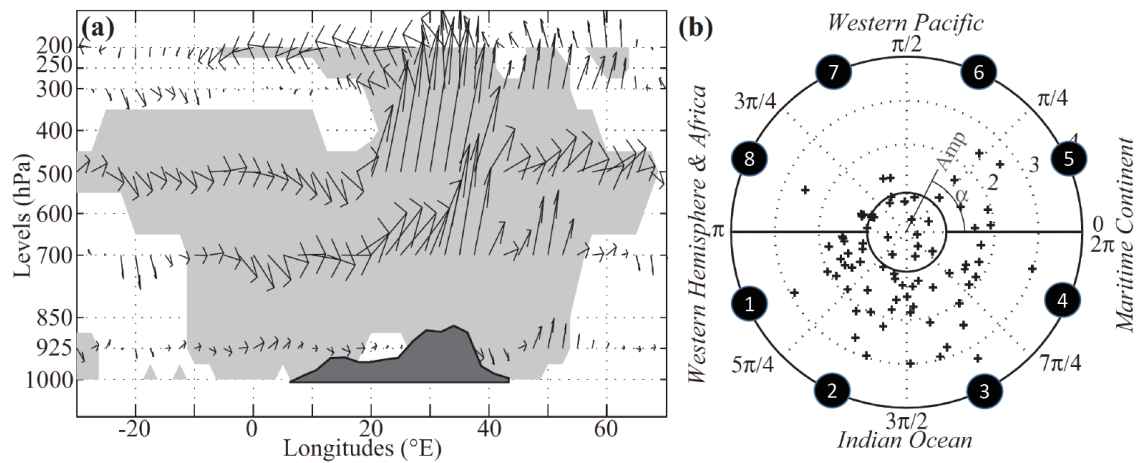 (a)
200
250
300
400
500
600
700
850
925
1000
Levels (hPa)
-20
0
20
40
60
Longitudes (°E)
(b)
Western Pacific
π/2
7
6
3π/4
π/4
8
5
Amp
4
3
2
α
π
0
2π
Western Hemisphere & Africa
Maritime Continent
1
4
5π/4
7π/4
2
3
3π/2
Indian Ocean